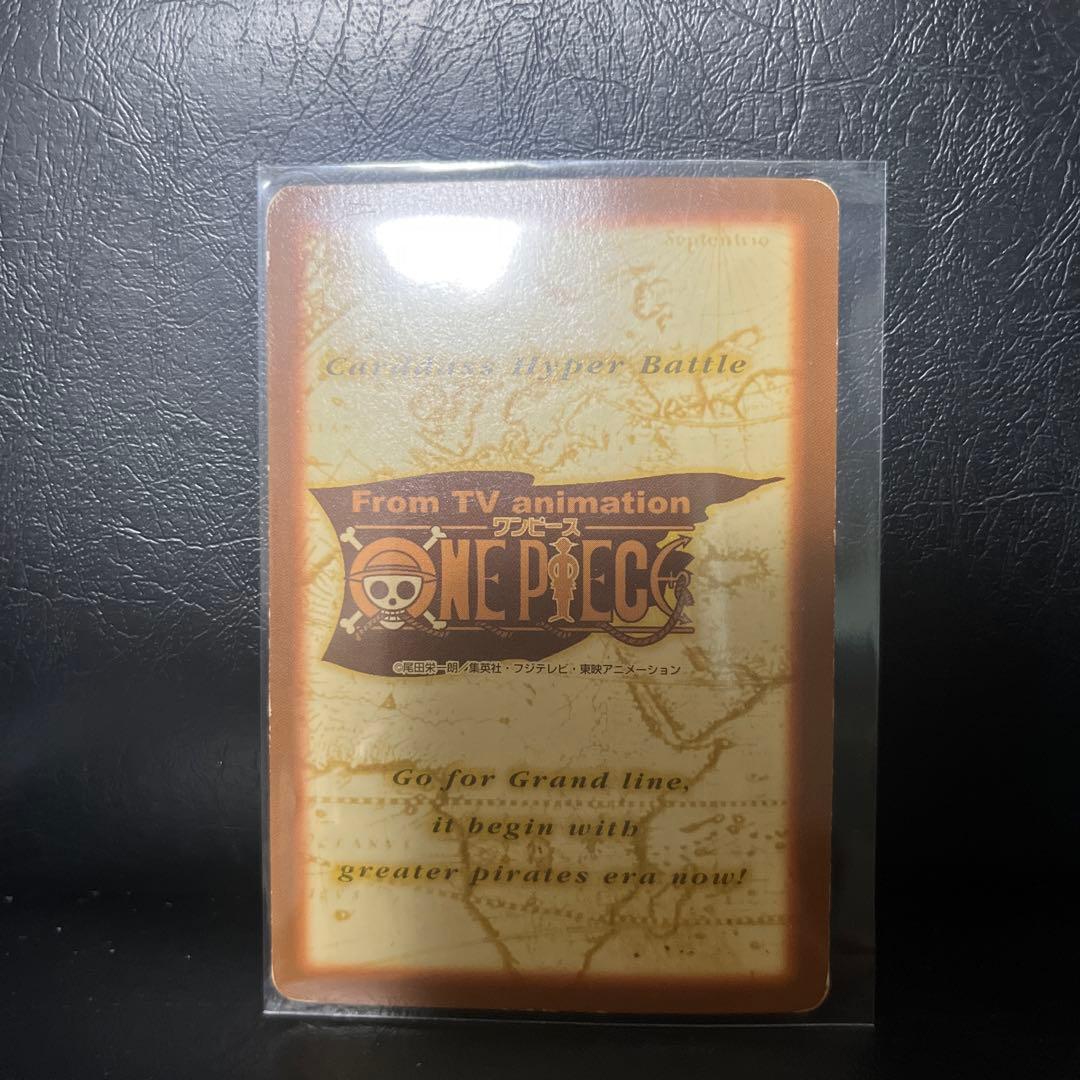 Septentrio
Carddass Hyper Battle
From TV animation
ワンピース
ONE PIECE
©尾田栄一朗／集英社・フジテレビ・東映アニメーション
Go for Grand line,
it begin with
greater pirates era now!